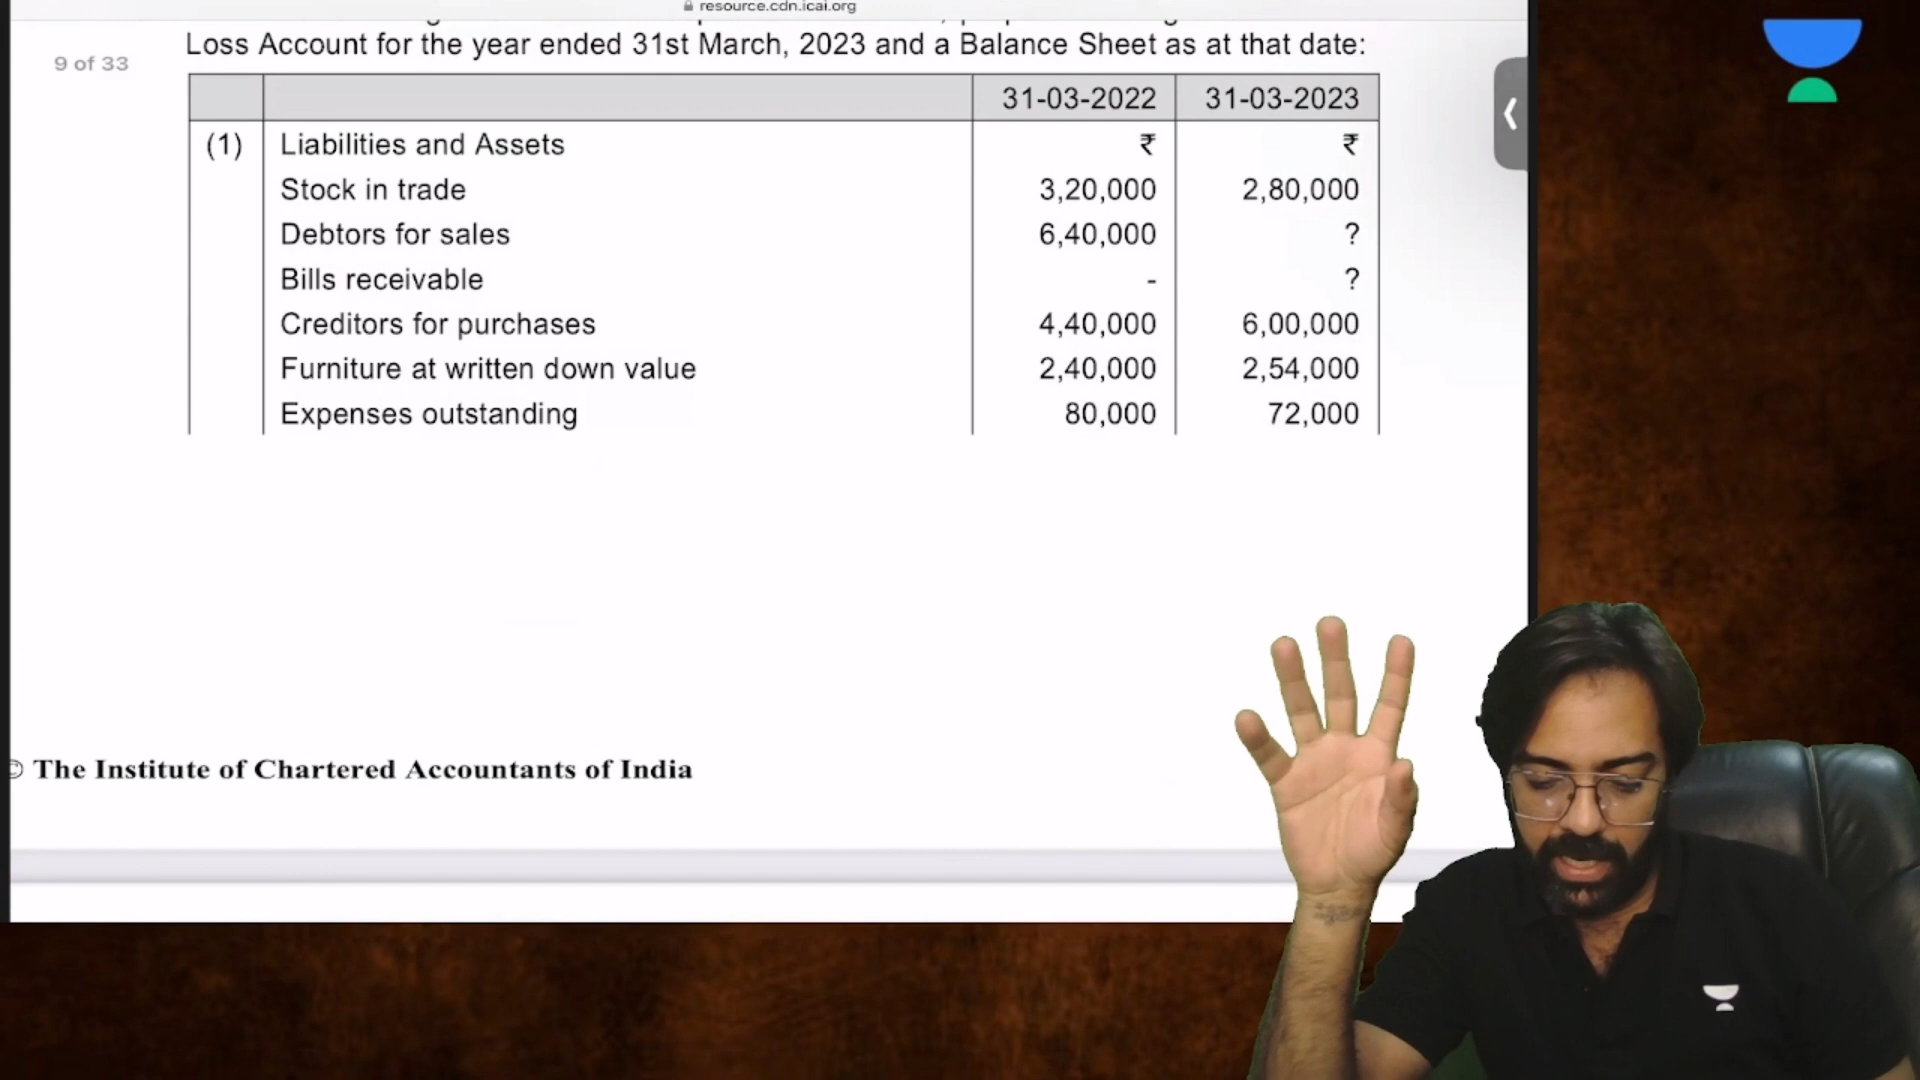 resource.cdn.icai.org
Loss Account for the year ended 31st March, 2023 and a Balance Sheet as at that date:
9 of 33
31-03-2022 31-03-2023
(1) Liabilities and Assets ₹ ₹
Stock in trade 3,20,000 2,80,000
Debtors for sales 6,40,000 ?
Bills receivable - ?
Creditors for purchases 4,40,000 6,00,000
Furniture at written down value 2,40,000 2,54,000
Expenses outstanding 80,000 72,000
© The Institute of Chartered Accountants of India